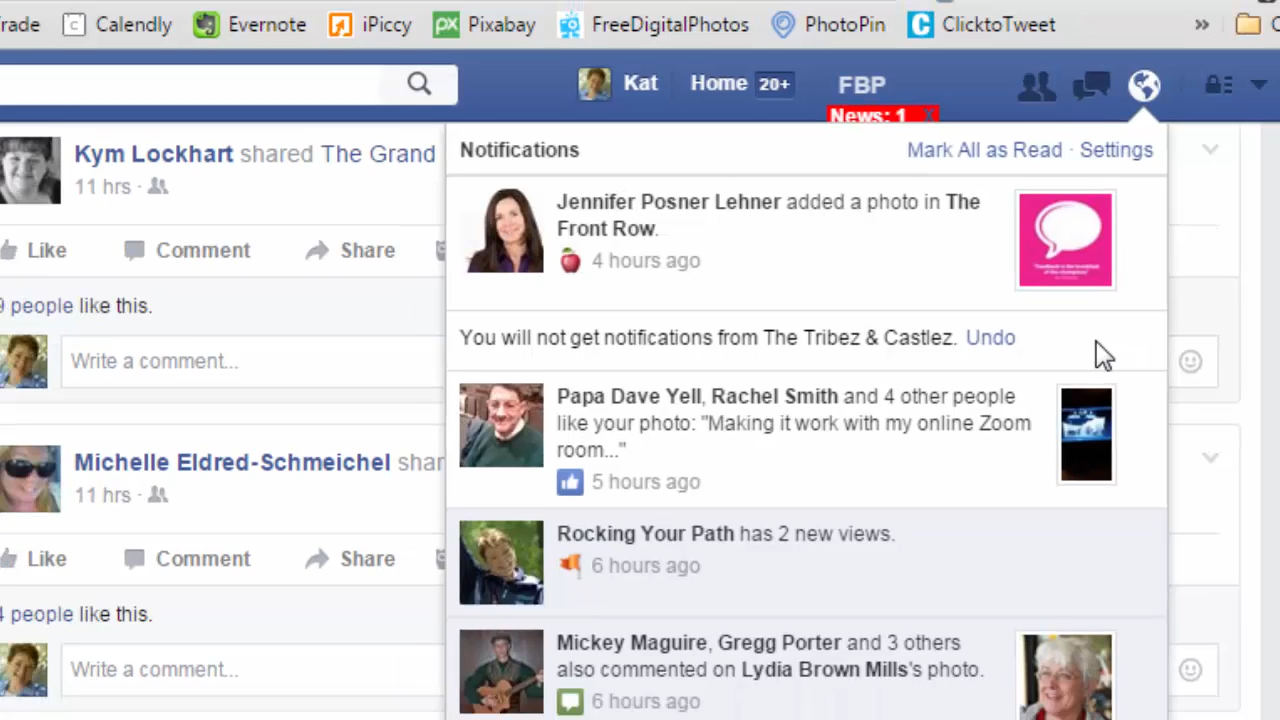 rade Calendly Evernote iPiccy Pixabay FreeDigitalPhotos PhotoPin ClicktoTweet »
Kat Home 20+ FBP
News: 1
Kym Lockhart shared The Grand
11 hrs ·
Like Comment Share
9 people like this.
Write a comment...
Michelle Eldred-Schmeichel shar
11 hrs ·
Like Comment Share
4 people like this.
Write a comment...
Notifications
Mark All as Read · Settings
Jennifer Posner Lehner added a photo in The
Front Row.
4 hours ago
You will not get notifications from The Tribez & Castlez. Undo
Papa Dave Yell, Rachel Smith and 4 other people
like your photo: "Making it work with my online Zoom
room..."
5 hours ago
Rocking Your Path has 2 new views.
6 hours ago
Mickey Maguire, Gregg Porter and 3 others
also commented on Lydia Brown Mills's photo.
6 hours ago